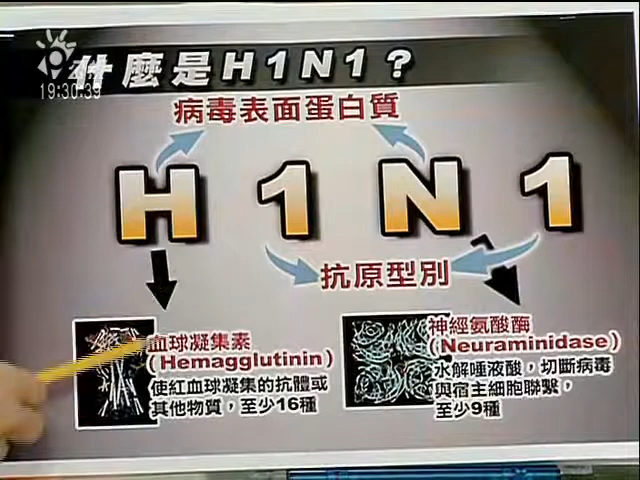 什麼是H1N1？
19:30:39
病毒表面蛋白質
H1N1
抗原型別
血球凝集素
(Hemagglutinin)
使紅血球凝集的抗體或
其他物質，至少16種
神經氨酸酶
(Neuraminidase)
水解唾液酸，切斷病毒
與宿主細胞聯繫，
至少9種